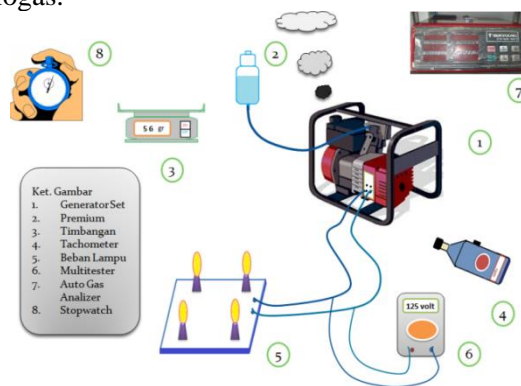 ogas.
8
2
7
1
56 gr
3
Ket. Gambar
1. Generator Set
2. Premium
3. Timbangan
4. Tachometer
5. Beban Lampu
6. Multitester
7. Auto Gas
Analizer
8. Stopwatch
125 volt
4
5
6